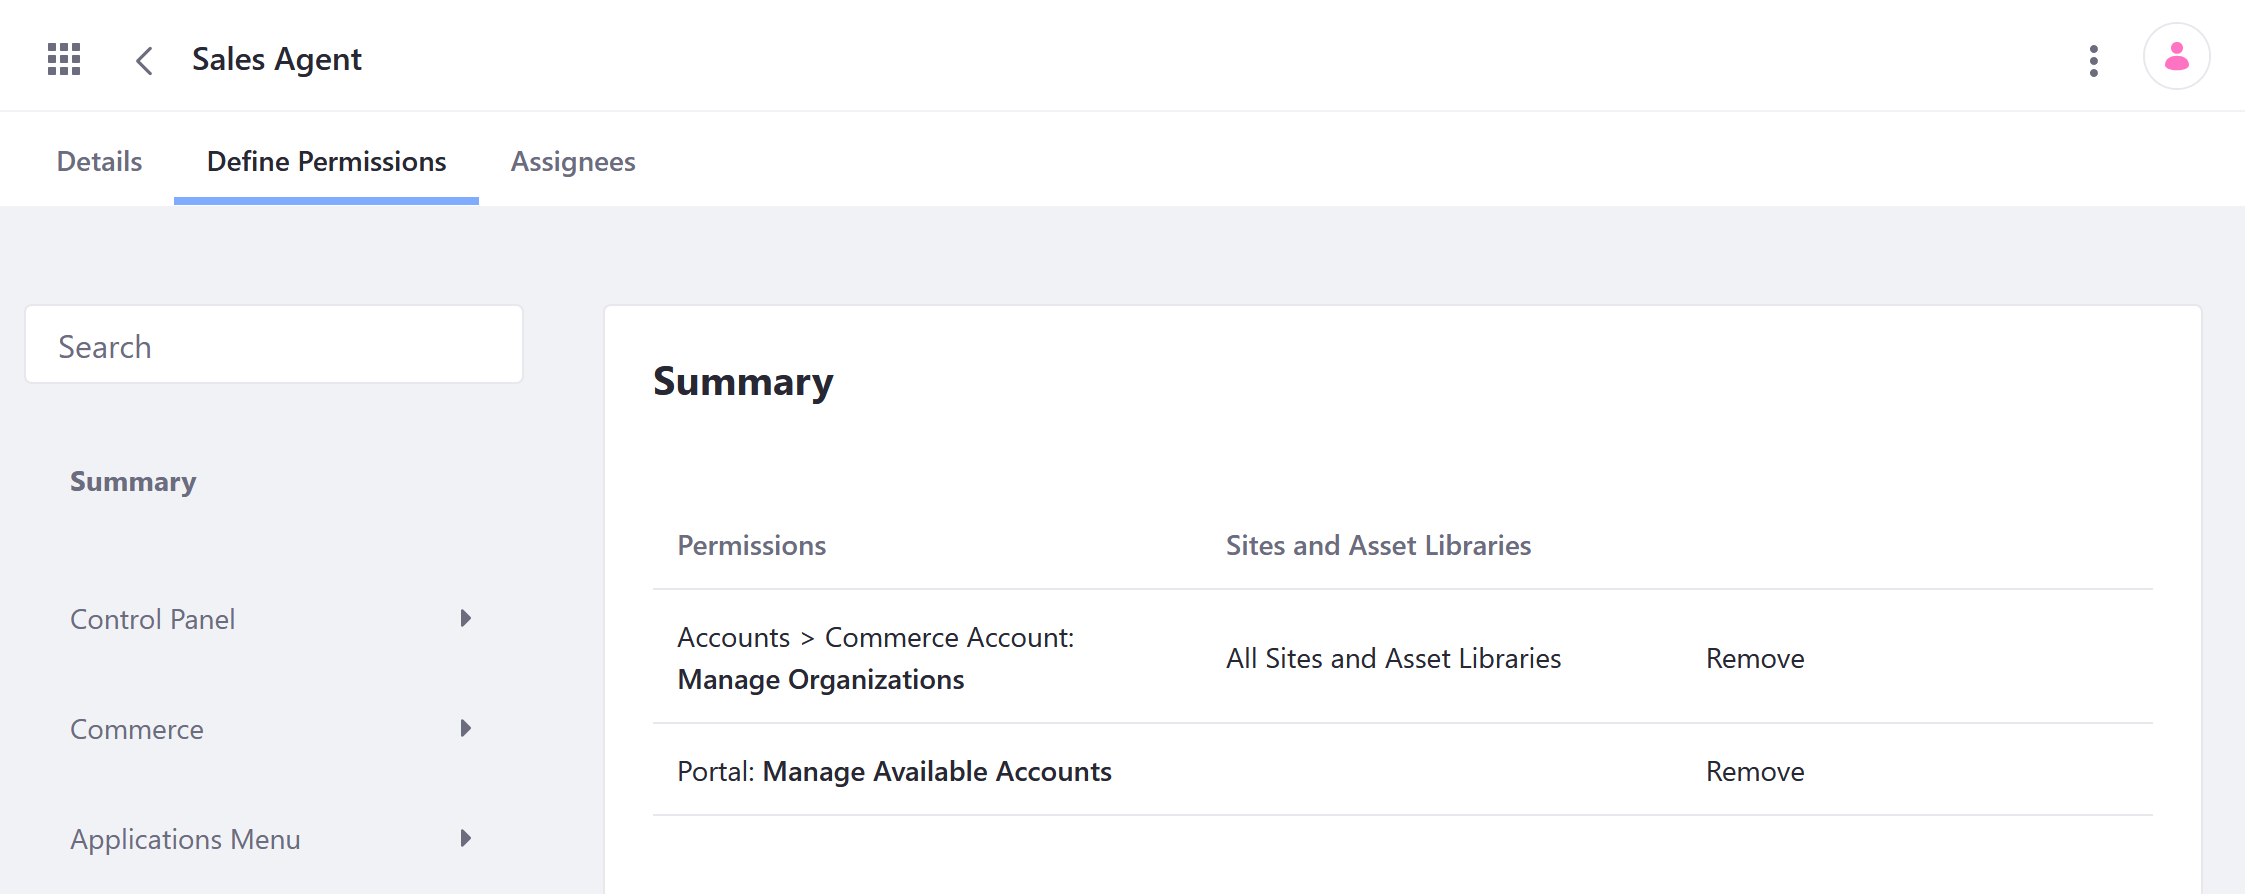 Sales Agent
Details
Define Permissions
Assignees
Search
Summary
Control Panel
Commerce
Applications Menu
Summary
Permissions
Sites and Asset Libraries
Accounts > Commerce Account:
Manage Organizations
All Sites and Asset Libraries
Remove
Portal: Manage Available Accounts
Remove